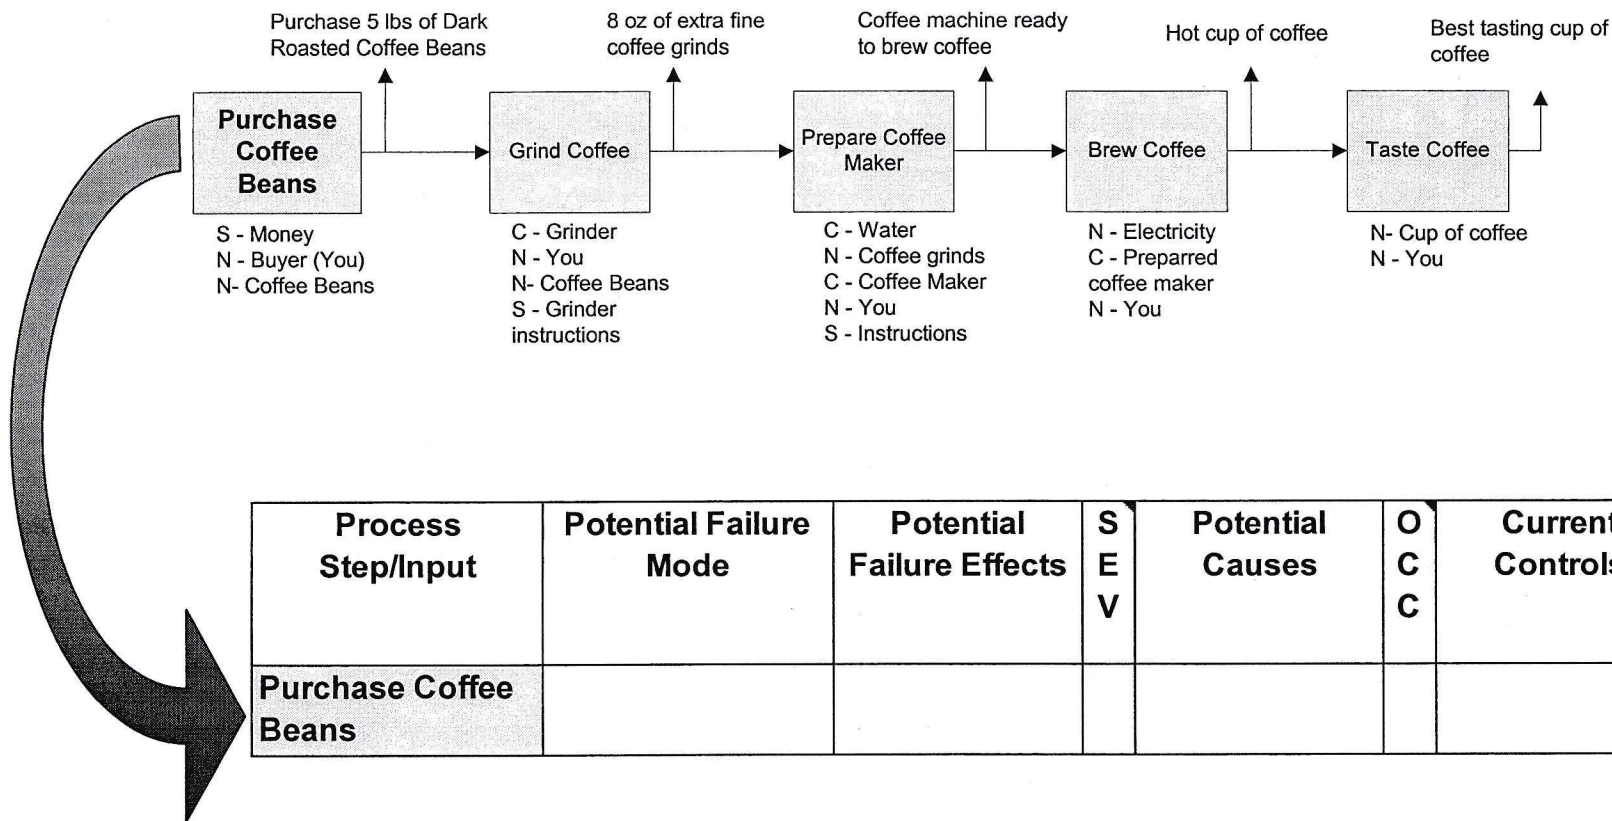 Purchase 5 lbs of Dark
Roasted Coffee Beans
8 oz of extra fine
coffee grinds
Coffee machine ready
to brew coffee
Hot cup of coffee
Best tasting cup of
coffee
Purchase
Coffee
Beans
Grind Coffee
Prepare Coffee
Maker
Brew Coffee
Taste Coffee
S - Money
N - Buyer (You)
N- Coffee Beans
C - Grinder
N - You
N- Coffee Beans
S - Grinder
instructions
C - Water
N - Coffee grinds
C - Coffee Maker
N - You
S - Instructions
N - Electricity
C - Preparred
coffee maker
N - You
N- Cup of coffee
N - You
Process
Step/Input
Potential Failure
Mode
Potential
Failure Effects
S
E
V
Potential
Causes
O
C
C
Current
Controls
Purchase Coffee
Beans